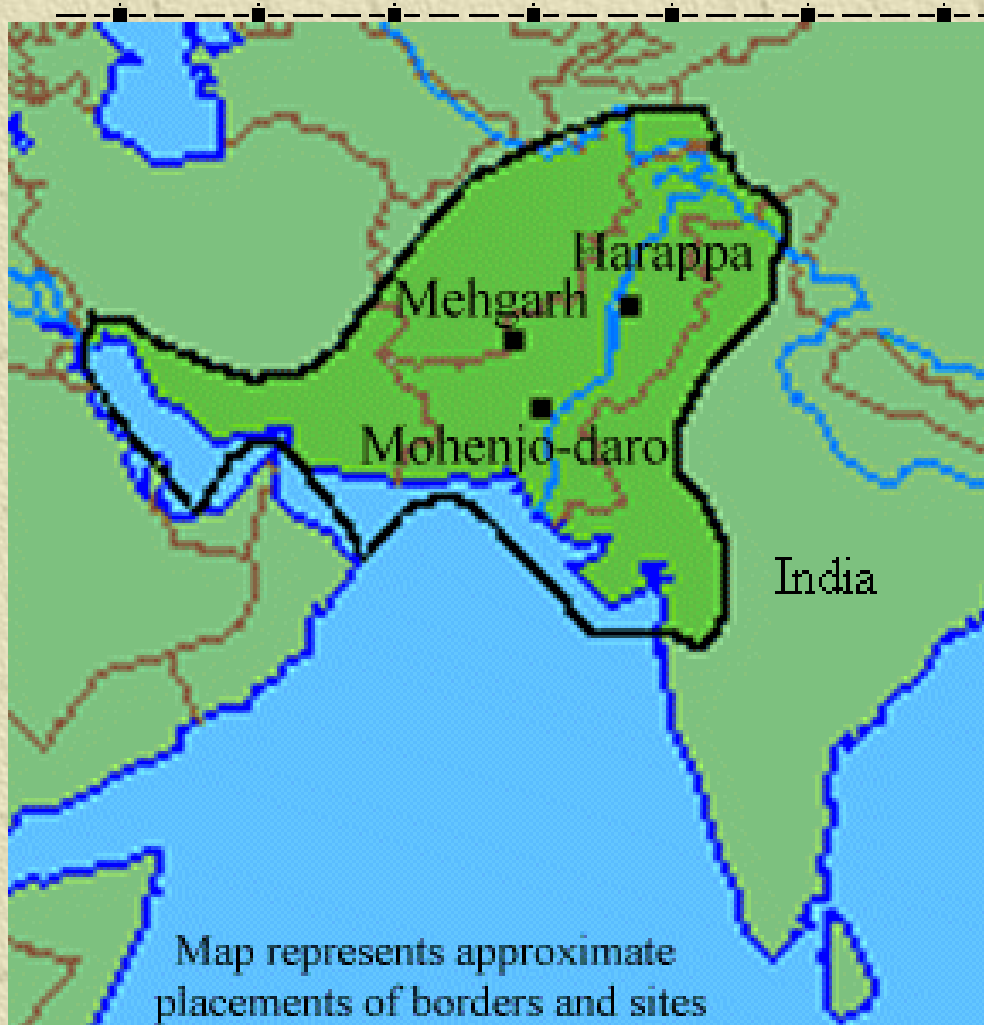 Harappa
Mehgarh
Mohenjo-daro
India
Map represents approximate
placements of borders and sites